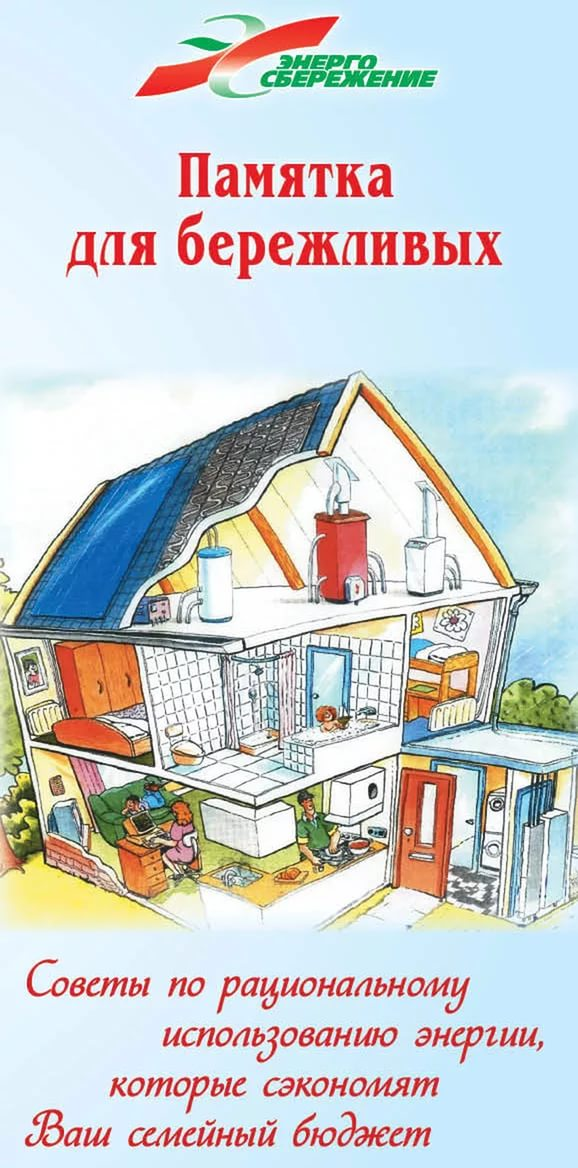 ЭНЕРГО
СБЕРЕЖЕНИЕ
Памятка
для бережливых
Советы по рациональному
использованию энергии,
которые сэкономят
Ваш семейный бюджет